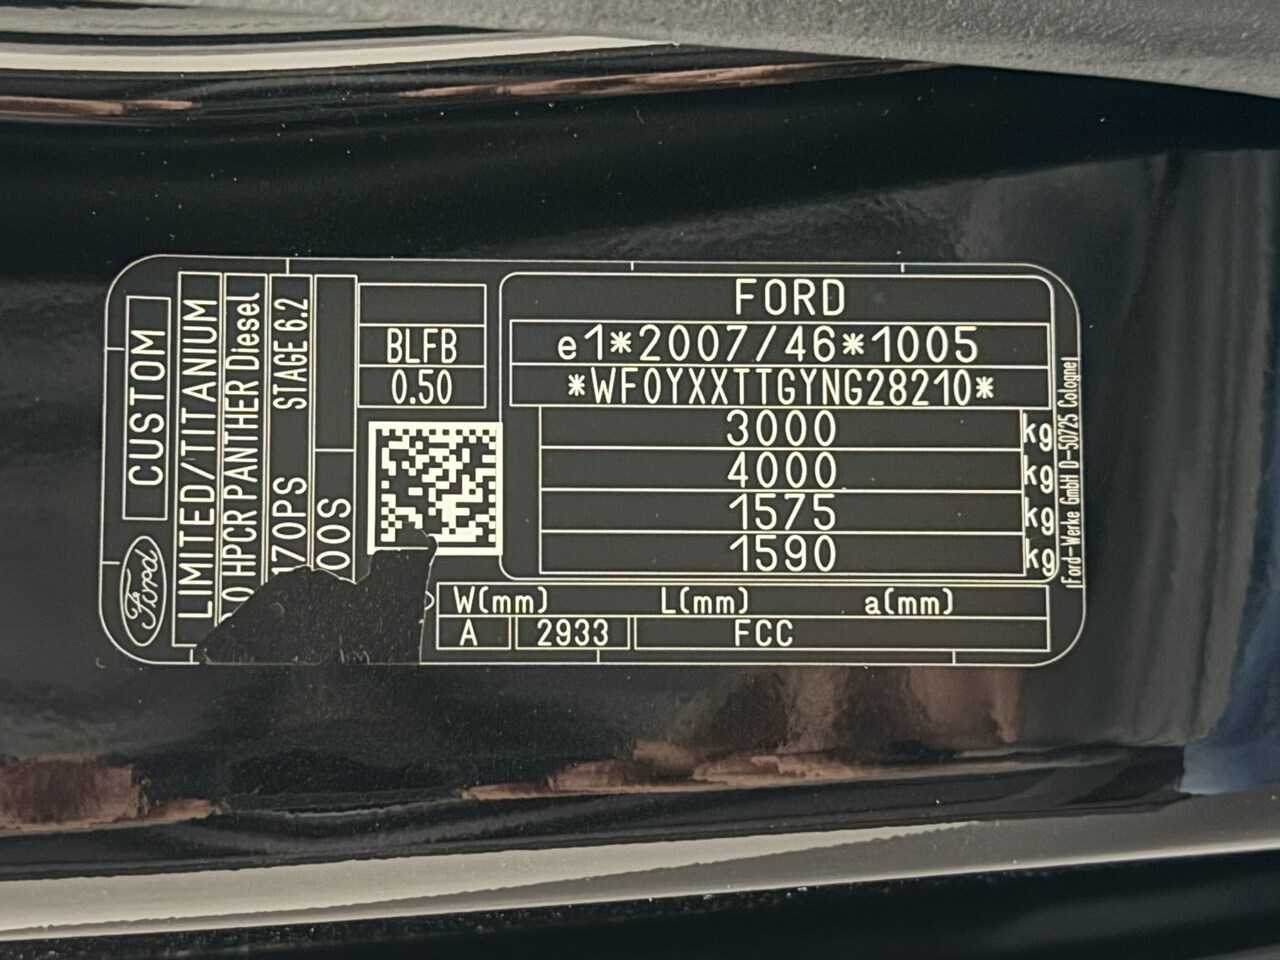 Ford
CUSTOM
LIMITED/TITANIUM
0 HPCR PANTHER Diesel
170PS STAGE 6.2
00S
BLFB
0.50
FORD
e1*2007/46*1005
*WF0YXXTTGYNG28210*
3000 kg
4000 kg
1575 kg
1590 kg
W(mm) L(mm) a(mm)
A 2933 FCC
Ford-Werke GmbH D-50725 Cologne